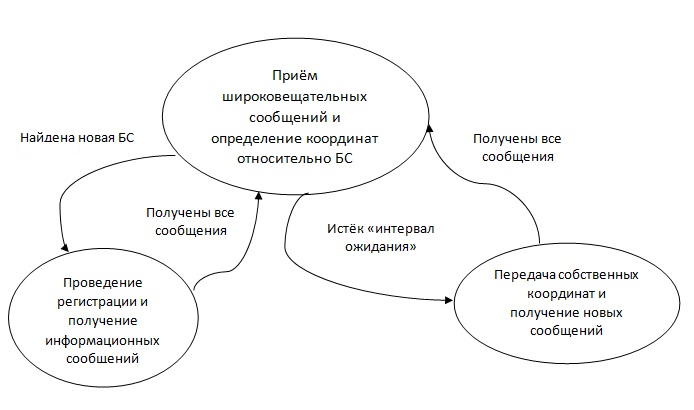 Приём
широковещательных
сообщений и
определение координат
относительно БС
Найдена новая БС
Получены все
сообщения
Получены все
сообщения
Истёк «интервал
ожидания»
Проведение
регистрации и
получение
информационных
сообщений
Передача собственных
координат и
получение новых
сообщений